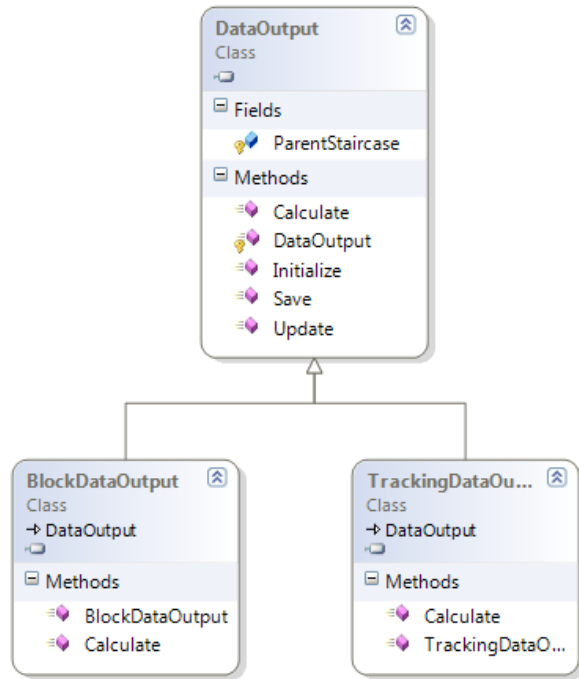 DataOutput
Class
Fields
ParentStaircase
Methods
Calculate
DataOutput
Initialize
Save
Update
BlockDataOutput
Class
DataOutput
Methods
BlockDataOutput
Calculate
TrackingDataOu...
Class
DataOutput
Methods
Calculate
TrackingDataO...